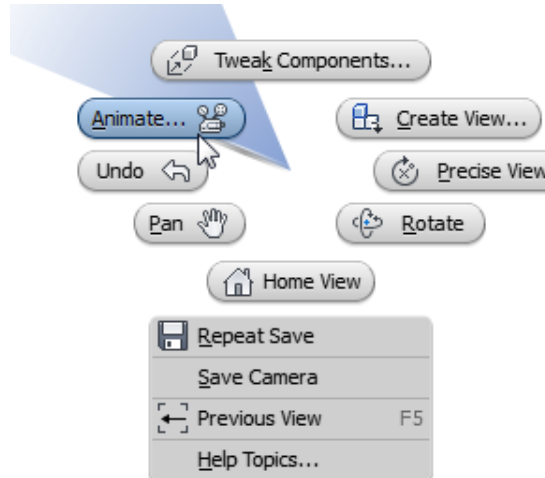 Tweak Components...
Animate...
Create View...
Undo
Precise View
Pan
Rotate
Home View
Repeat Save
Save Camera
Previous View F5
Help Topics...